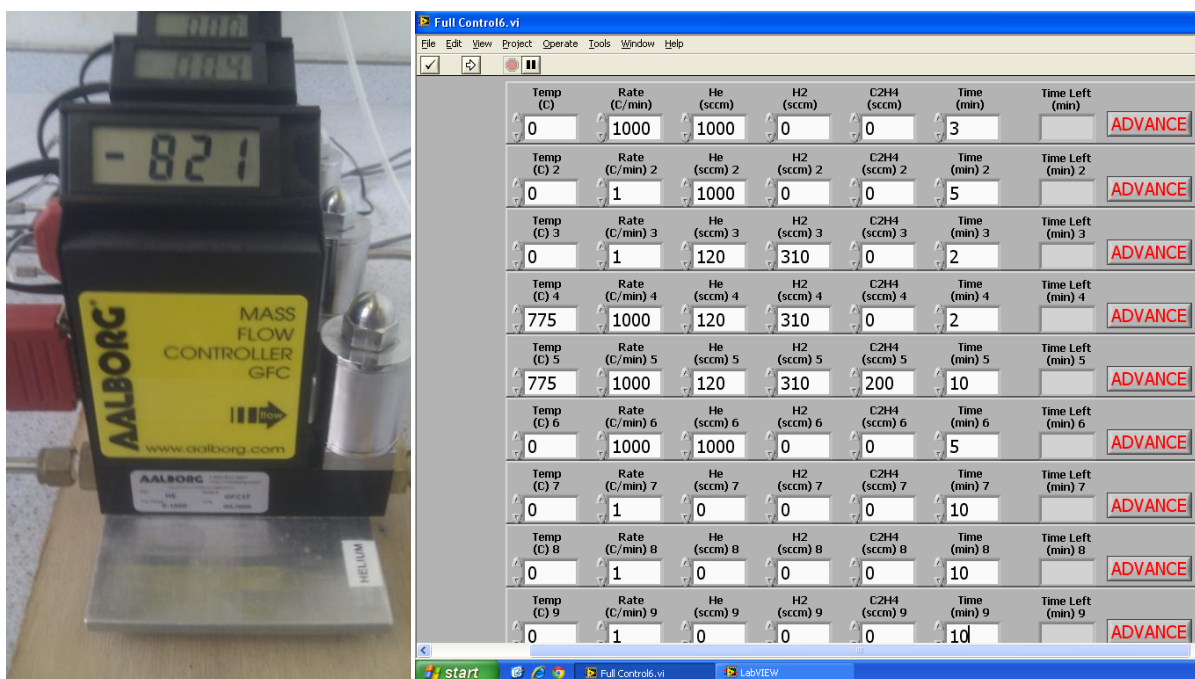 00.4
- 821
AALBORG
MASS
FLOW
CONTROLLER
GFC
flow
www.aalborg.com
AALBORG
HE GFC17
0-1000 mL/min
HELIUM
Full Control6.vi
File Edit View Project Operate Tools Window Help
Temp Rate He H2 C2H4 Time Time Left
(C) (C/min) (sccm) (sccm) (sccm) (min) (min)
0 1000 1000 0 0 3 ADVANCE
Temp Rate He H2 C2H4 Time Time Left
(C) 2 (C/min) 2 (sccm) 2 (sccm) 2 (sccm) 2 (min) 2 (min) 2
0 1 1000 0 0 5 ADVANCE
Temp Rate He H2 C2H4 Time Time Left
(C) 3 (C/min) 3 (sccm) 3 (sccm) 3 (sccm) 3 (min) 3 (min) 3
0 1 120 310 0 2 ADVANCE
Temp Rate He H2 C2H4 Time Time Left
(C) 4 (C/min) 4 (sccm) 4 (sccm) 4 (sccm) 4 (min) 4 (min) 4
775 1000 120 310 0 2 ADVANCE
Temp Rate He H2 C2H4 Time Time Left
(C) 5 (C/min) 5 (sccm) 5 (sccm) 5 (sccm) 5 (min) 5 (min) 5
775 1000 120 310 200 10 ADVANCE
Temp Rate He H2 C2H4 Time Time Left
(C) 6 (C/min) 6 (sccm) 6 (sccm) 6 (sccm) 6 (min) 6 (min) 6
0 1000 1000 0 0 5 ADVANCE
Temp Rate He H2 C2H4 Time Time Left
(C) 7 (C/min) 7 (sccm) 7 (sccm) 7 (sccm) 7 (min) 7 (min) 7
0 1 0 0 0 10 ADVANCE
Temp Rate He H2 C2H4 Time Time Left
(C) 8 (C/min) 8 (sccm) 8 (sccm) 8 (sccm) 8 (min) 8 (min) 8
0 1 0 0 0 10 ADVANCE
Temp Rate He H2 C2H4 Time Time Left
(C) 9 (C/min) 9 (sccm) 9 (sccm) 9 (sccm) 9 (min) 9 (min) 9
0 1 0 0 0 10 ADVANCE
start Full Control6.vi LabVIEW